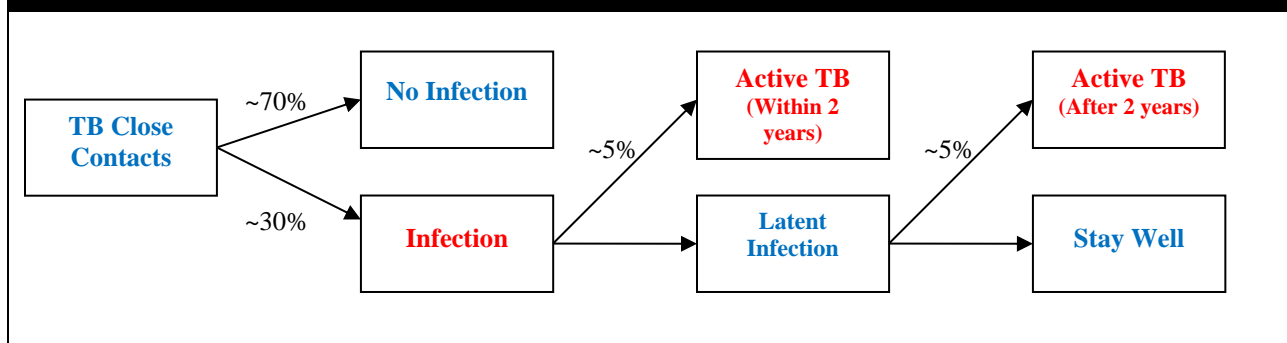 TB Close
Contacts
~70%
~30%
No Infection
Infection
~5%
Active TB
(Within 2
years)
Latent
Infection
~5%
Active TB
(After 2 years)
Stay Well